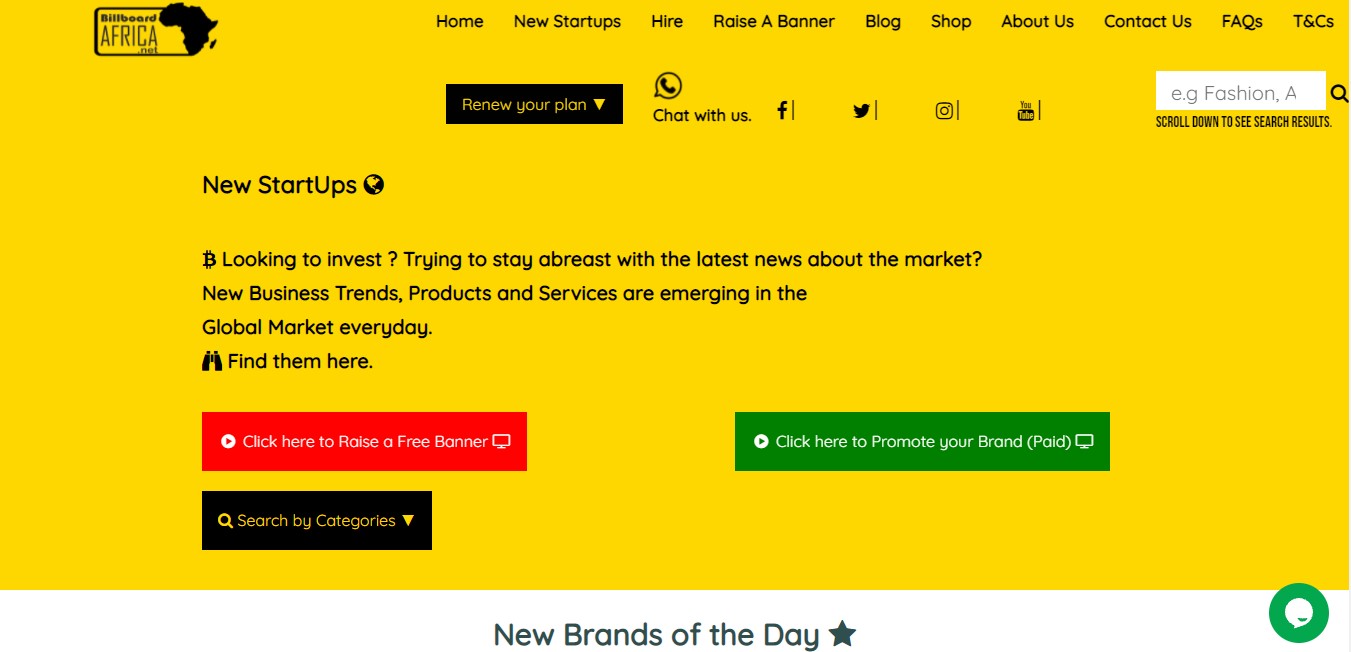 Billboard
AFRICA
.net
Home New Startups Hire Raise A Banner Blog Shop About Us Contact Us FAQs T&Cs
Renew your plan ▼
Chat with us.
You
Tube
e.g Fashion, A
SCROLL DOWN TO SEE SEARCH RESULTS.
New StartUps
Looking to invest ? Trying to stay abreast with the latest news about the market?
New Business Trends, Products and Services are emerging in the
Global Market everyday.
Find them here.
Click here to Raise a Free Banner
Click here to Promote your Brand (Paid)
Search by Categories ▼
New Brands of the Day